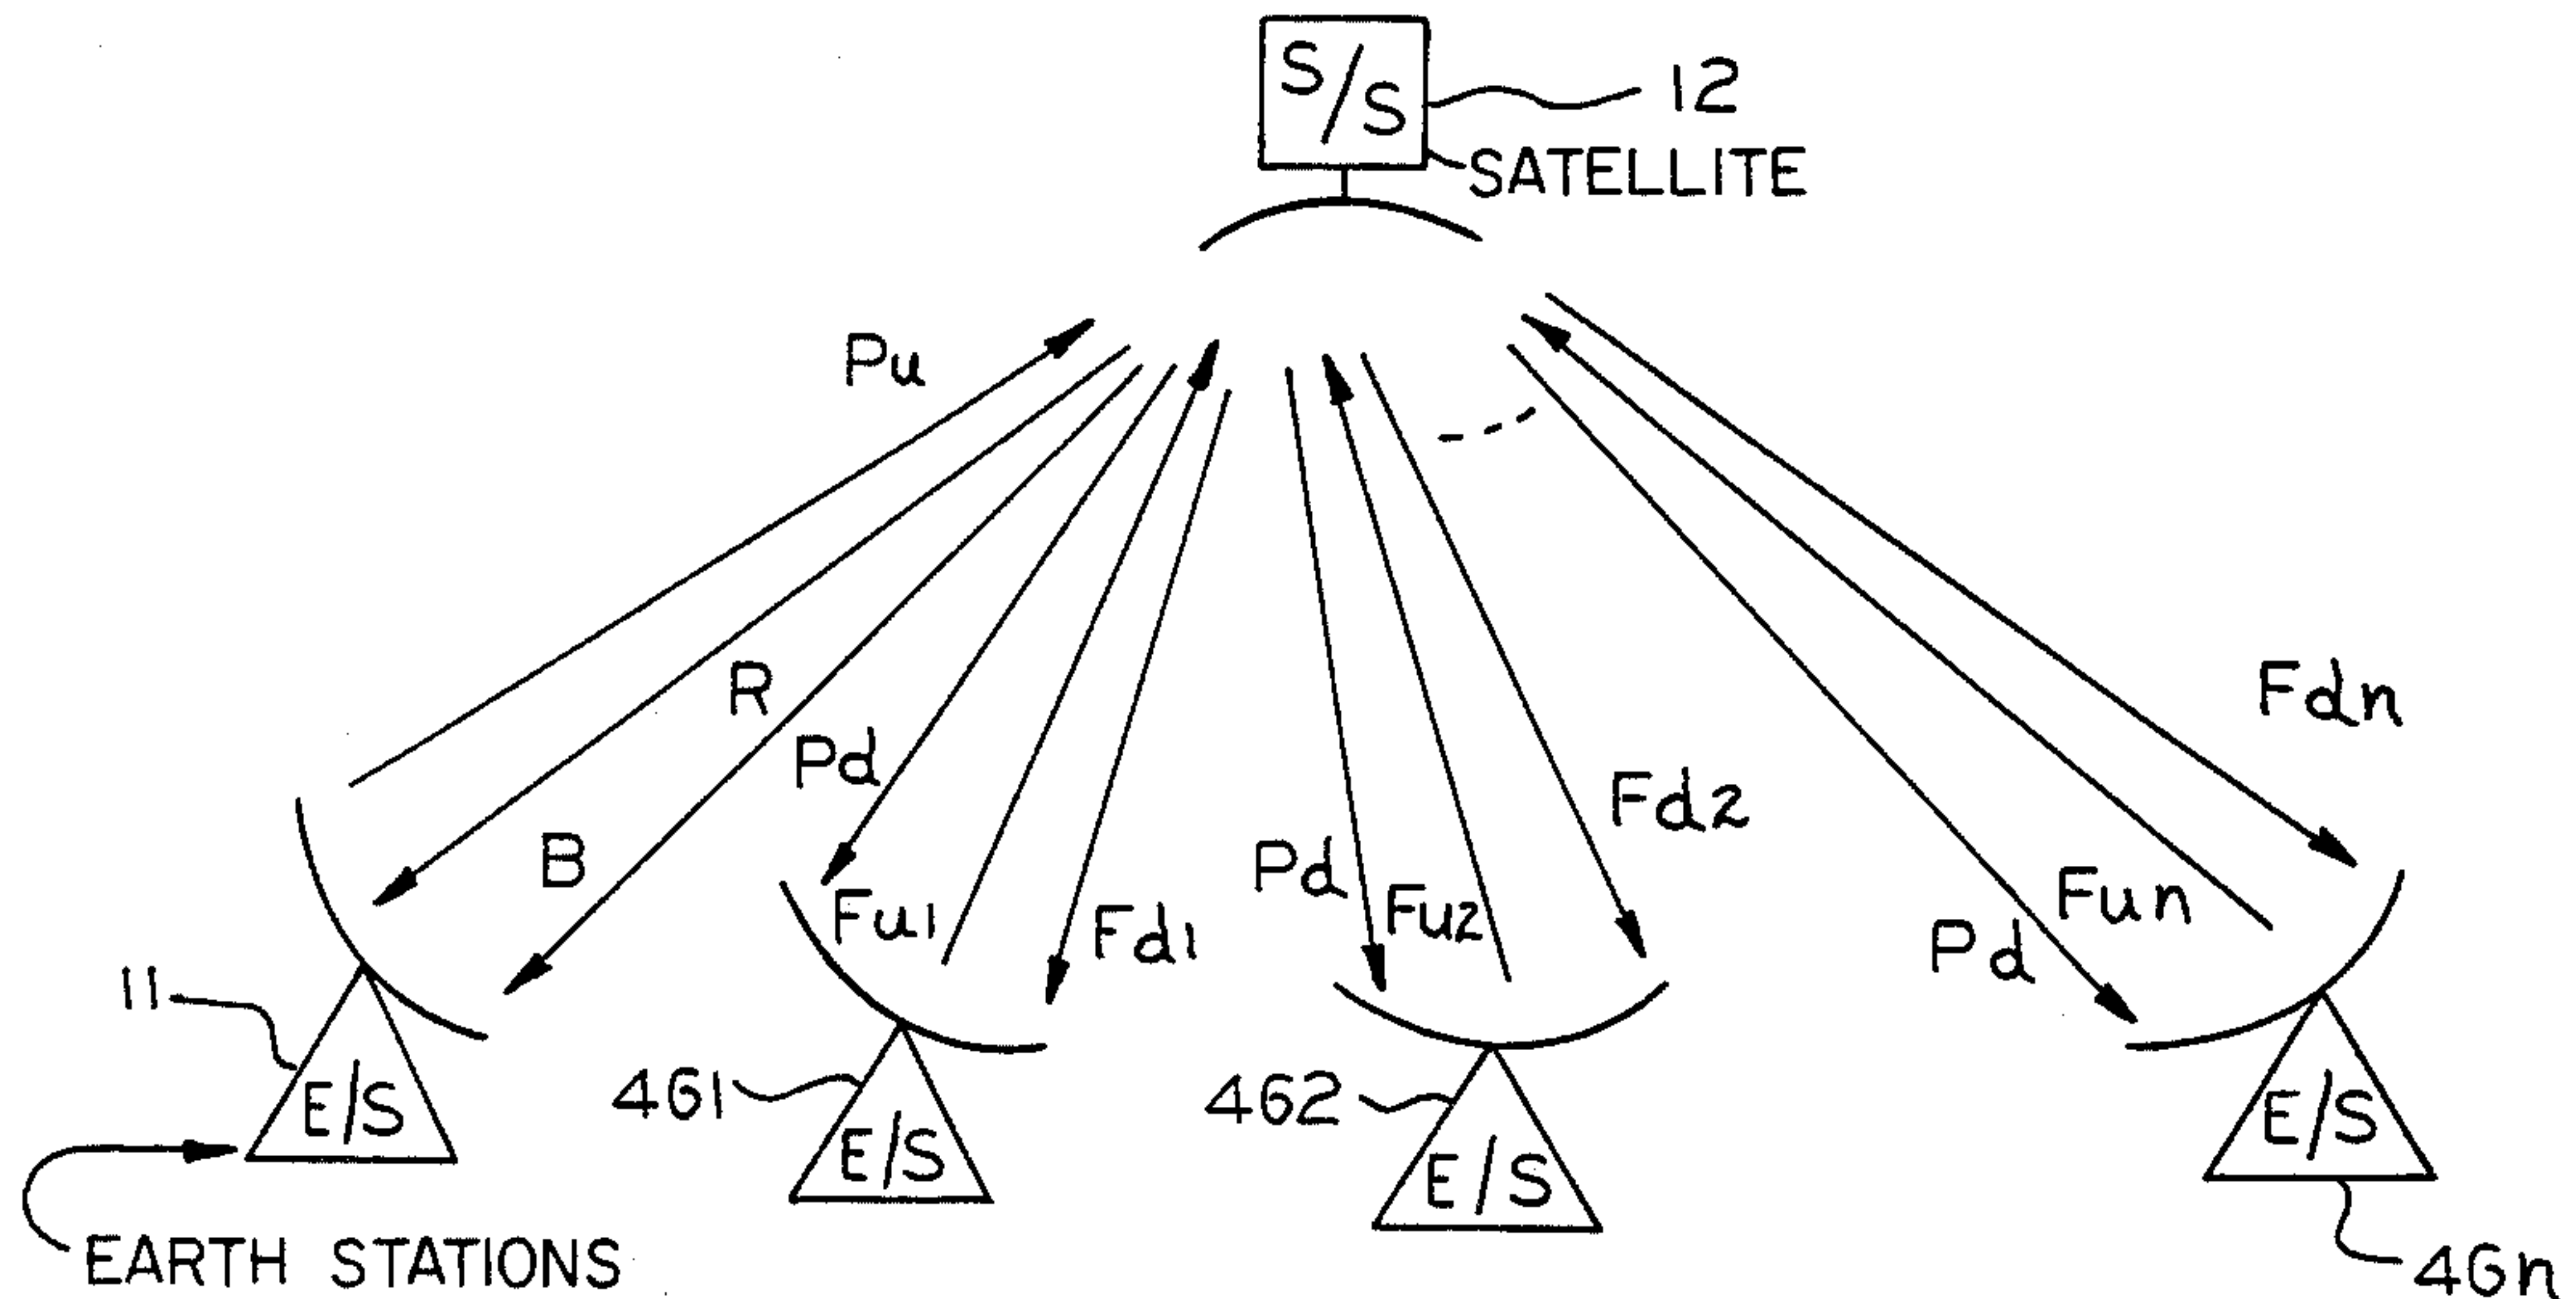 S/S
12
SATELLITE
Pu
R
Fdn
Pd
Fd2
B
Pd
Fu1
Fd1
Fu2
Fun
Pd
11
461
462
E/S
E/S
E/S
E/S
EARTH STATIONS
46n